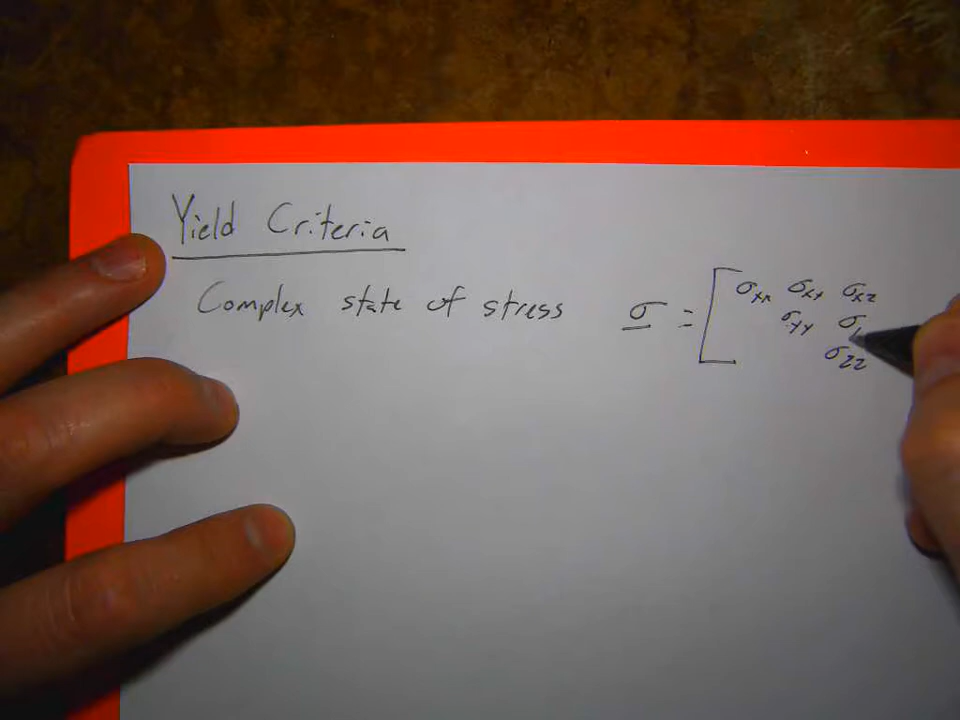 Yield Criteria
Complex state of stress σ = [ σxx σxy σxz
σyy σ
σzz